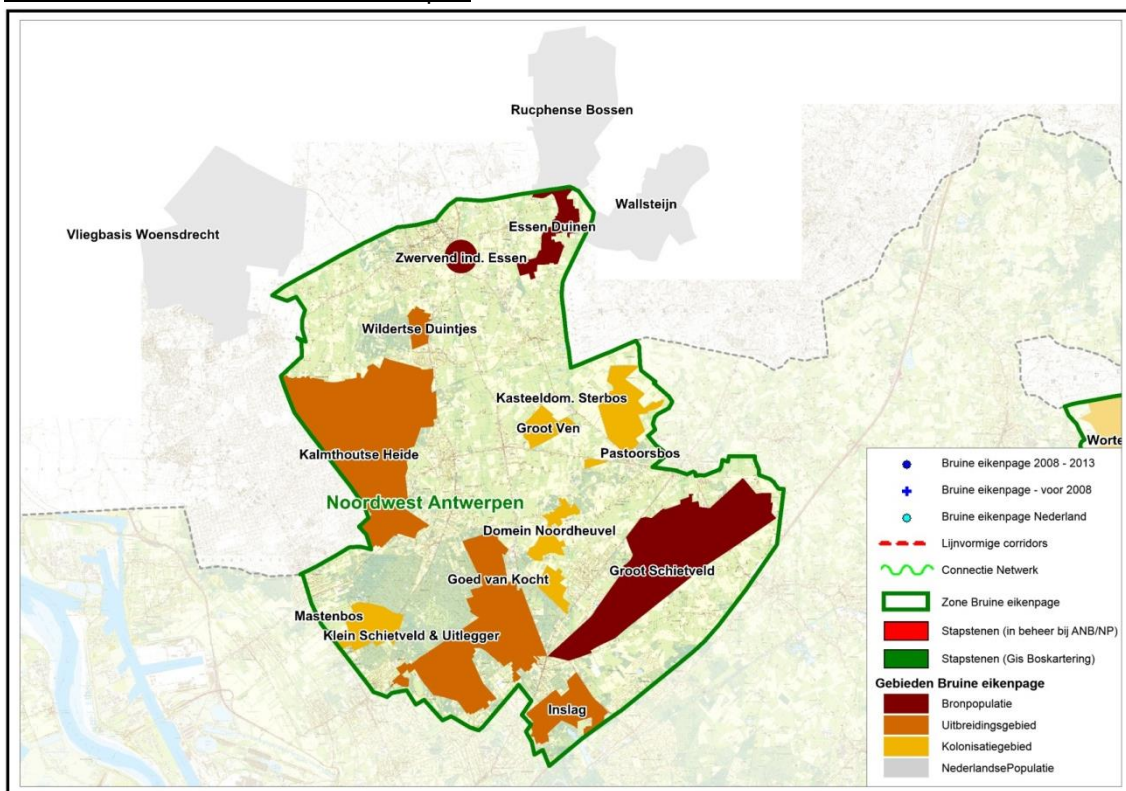 Rucphense Bossen
Wallsteijn
Vliegbasis Woensdrecht
Essen Duinen
Zwervend ind. Essen
Wildertse Duintjes
Kasteeldom. Sterbos
Groot Ven
Kalmthoutse Heide
Pastoorsbos
Noordwest Antwerpen
Domein Noordheuvel
Groot Schietveld
Goed van Kocht
Mastenbos
Klein Schietveld & Uitlegger
Inslag
Worte
Bruine eikenpage 2008 - 2013
Bruine eikenpage - voor 2008
Bruine eikenpage Nederland
Lijnvormige corridors
Connectie Netwerk
Zone Bruine eikenpage
Stapstenen (in beheer bij ANB/NP)
Stapstenen (Gis Boskartering)
Gebieden Bruine eikenpage
Bronpopulatie
Uitbreidingsgebied
Kolonisatiegebied
NederlandsePopulatie